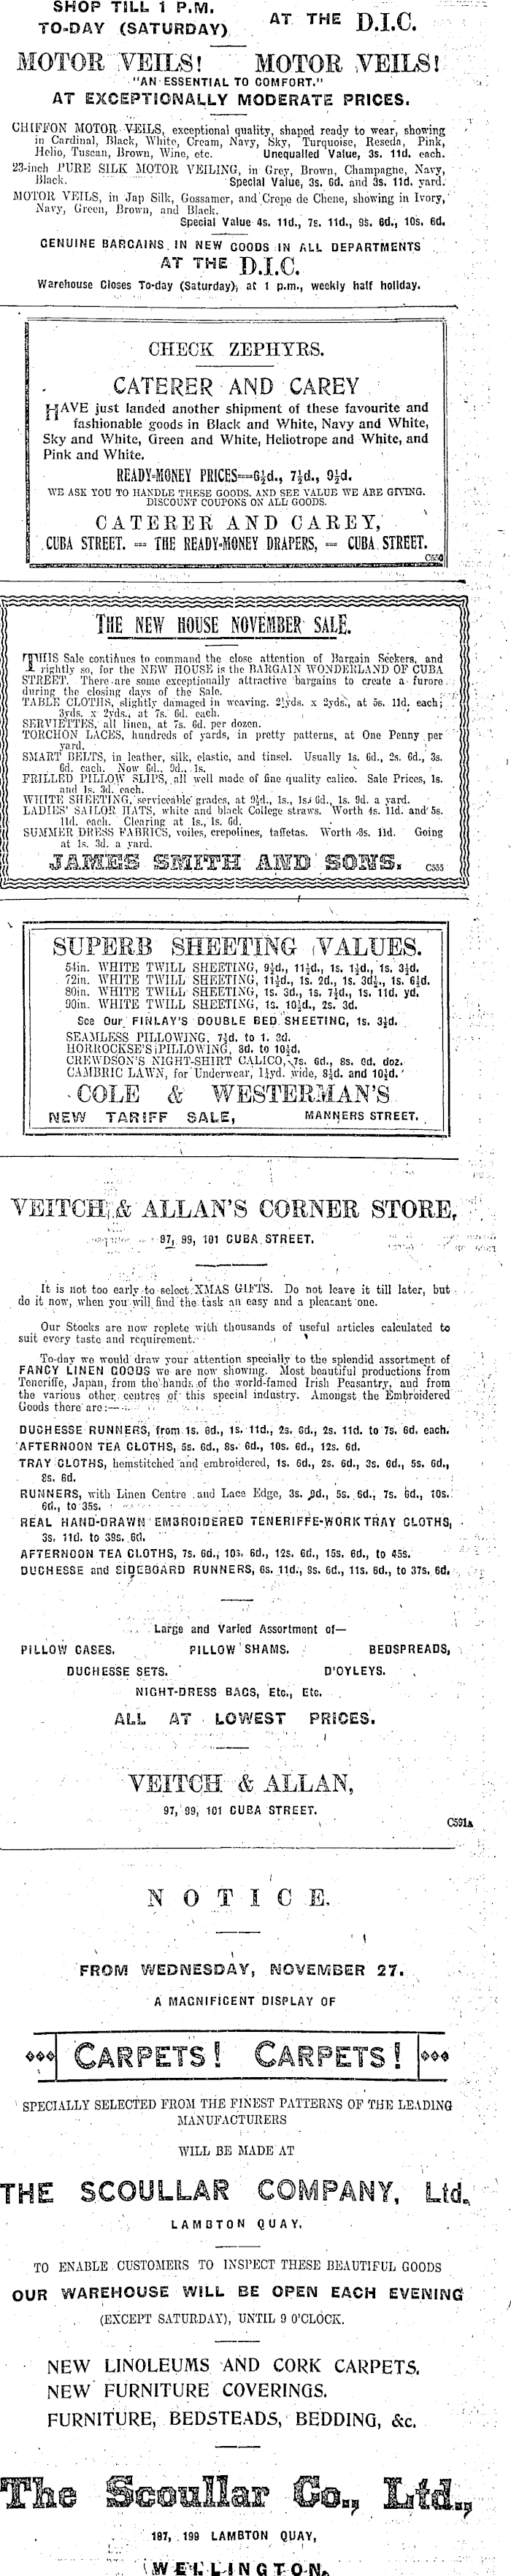 SHOP TILL 1 P.M.
TO-DAY (SATURDAY) AT THE D.I.C.
MOTOR VEILS! MOTOR VEILS!
"AN ESSENTIAL TO COMFORT."
AT EXCEPTIONALLY MODERATE PRICES.
CHIFFON MOTOR VEILS, exceptional quality, shaped ready to wear, showing
in Cardinal, Black, White, Cream, Navy, Sky, Turquoise, Reseda, Pink,
Helio, Tuscan, Brown, Wine, etc. Unequalled Value, 3s. 11d. each.
23-inch PURE SILK MOTOR VEILING, in Grey, Brown, Champagne, Navy,
Black. Special Value, 3s. 6d. and 3s. 11d. yard.
MOTOR VEILS, in Jap Silk, Gossamer, and Crepe de Chene, showing in Ivory,
Navy, Green, Brown, and Black.
Special Value 4s. 11d., 7s. 11d., 9s. 6d., 10s. 6d.
GENUINE BARGAINS IN NEW GOODS IN ALL DEPARTMENTS
AT THE D.I.C.
Warehouse Closes To-day (Saturday), at 1 p.m., weekly half holiday.
CHECK ZEPHYRS.
CATERER AND CAREY
HAVE just landed another shipment of these favourite and
fashionable goods in Black and White, Navy and White,
Sky and White, Green and White, Heliotrope and White, and
Pink and White.
READY-MONEY PRICES—6½d., 7½d., 9½d.
WE ASK YOU TO HANDLE THESE GOODS, AND SEE VALUE WE ARE GIVING.
DISCOUNT COUPONS ON ALL GOODS.
CATERER AND CAREY,
CUBA STREET. — THE READY-MONEY DRAPERS, — CUBA STREET.
C550
THE NEW HOUSE NOVEMBER SALE.
THIS Sale continues to command the close attention of Bargain Seekers, and
rightly so, for the NEW HOUSE is the BARGAIN WONDERLAND OF CUBA
STREET. There are some exceptionally attractive bargains to create a furore
during the closing days of the Sale.
TABLE CLOTHS, slightly damaged in weaving. 2½yds. x 2yds., at 5s. 11d. each;
3yds. x 2yds., at 7s. 6d. each.
SERVIETTES, all linen, at 7s. 6d. per dozen.
TORCHON LACES, hundreds of yards, in pretty patterns, at One Penny per
yard.
SMART BELTS, in leather, silk, elastic, and tinsel. Usually 1s. 6d., 2s. 6d., 3s.
6d. each. Now 6d., 9d., 1s.
FRILLED PILLOW SLIPS, all well made of fine quality calico. Sale Prices, 1s.
and 1s. 3d. each.
WHITE SHEETING, serviceable grades, at 9½d., 1s., 1s. 6d., 1s. 9d. a yard.
LADIES' SAILOR HATS, white and black College straws. Worth 4s. 11d. and 5s.
11d. each. Clearing at 1s., 1s. 6d.
SUMMER DRESS FABRICS, voiles, crepolines, taffetas. Worth 3s. 11d. Going
at 1s. 3d. a yard.
JAMES SMITH AND SONS. C555
SUPERB SHEETING VALUES.
54in. WHITE TWILL SHEETING, 9½d., 11½d., 1s. 1½d., 1s. 3½d.
72in. WHITE TWILL SHEETING, 11½d., 1s. 2d., 1s. 3d½., 1s. 6½d.
80in. WHITE TWILL SHEETING, 1s. 3d., 1s. 7½d., 1s. 11d. yd.
90in. WHITE TWILL SHEETING, 1s. 10½d., 2s. 3d.
See Our FINLAY'S DOUBLE BED SHEETING, 1s. 3½d.
SEAMLESS PILLOWING, 7½d. to 1. 3d.
HORROCKSE'S PILLOWING, 8d. to 10½d.
CREWDSON'S NIGHT-SHIRT CALICO, 7s. 6d., 8s. 6d. doz.
CAMBRIC LAWN, for Underwear, 1½yd. wide, 8½d. and 10½d.
COLE & WESTERMAN'S
NEW TARIFF SALE, MANNERS STREET.
VEITCH & ALLAN'S CORNER STORE,
97, 99, 101 CUBA STREET.
It is not too early to select XMAS GIFTS. Do not leave it till later, but
do it now, when you will find the task an easy and a pleasant one.
Our Stocks are now replete with thousands of useful articles calculated to
suit every taste and requirement.
To-day we would draw your attention specially to the splendid assortment of
FANCY LINEN GOODS we are now showing. Most beautiful productions from
Teneriffe, Japan, from the hands of the world-famed Irish Peasantry, and from
the various other centres of this special industry. Amongst the Embroidered
Goods there are:—
DUCHESSE RUNNERS, from 1s. 6d., 1s. 11d., 2s. 6d., 2s. 11d. to 7s. 6d. each.
AFTERNOON TEA CLOTHS, 5s. 6d., 8s. 6d., 10s. 6d., 12s. 6d.
TRAY CLOTHS, hemstitched and embroidered, 1s. 6d., 2s. 6d., 3s. 6d., 5s. 6d.,
8s. 6d.
RUNNERS, with Linen Centre and Lace Edge, 3s. 9d., 5s. 6d., 7s. 6d., 10s.
6d., to 35s.
REAL HAND-DRAWN EMBROIDERED TENERIFFE-WORK TRAY CLOTHS,
3s. 11d. to 39s. 6d.
AFTERNOON TEA CLOTHS, 7s. 6d., 10s. 6d., 12s. 6d., 15s. 6d., to 45s.
DUCHESSE and SIDEBOARD RUNNERS, 6s. 11d., 8s. 6d., 11s. 6d., to 37s. 6d.
Large and Varied Assortment of—
PILLOW CASES. PILLOW SHAMS. BEDSPREADS,
DUCHESSE SETS. D'OYLEYS.
NIGHT-DRESS BAGS, Etc., Etc.
ALL AT LOWEST PRICES.
VEITCH & ALLAN,
97, 99, 101 CUBA STREET.
C591A
NOTICE.
FROM WEDNESDAY, NOVEMBER 27.
A MAGNIFICENT DISPLAY OF
CARPETS! CARPETS!
SPECIALLY SELECTED FROM THE FINEST PATTERNS OF THE LEADING
MANUFACTURERS
WILL BE MADE AT
THE SCOULLAR COMPANY, Ltd.,
LAMBTON QUAY.
TO ENABLE CUSTOMERS TO INSPECT THESE BEAUTIFUL GOODS
OUR WAREHOUSE WILL BE OPEN EACH EVENING
(EXCEPT SATURDAY), UNTIL 9 O'CLOCK.
NEW LINOLEUMS AND CORK CARPETS.
NEW FURNITURE COVERINGS.
FURNITURE, BEDSTEADS, BEDDING, &c.
The Scoullar Co., Ltd.,
187, 199 LAMBTON QUAY,
WELLINGTON.